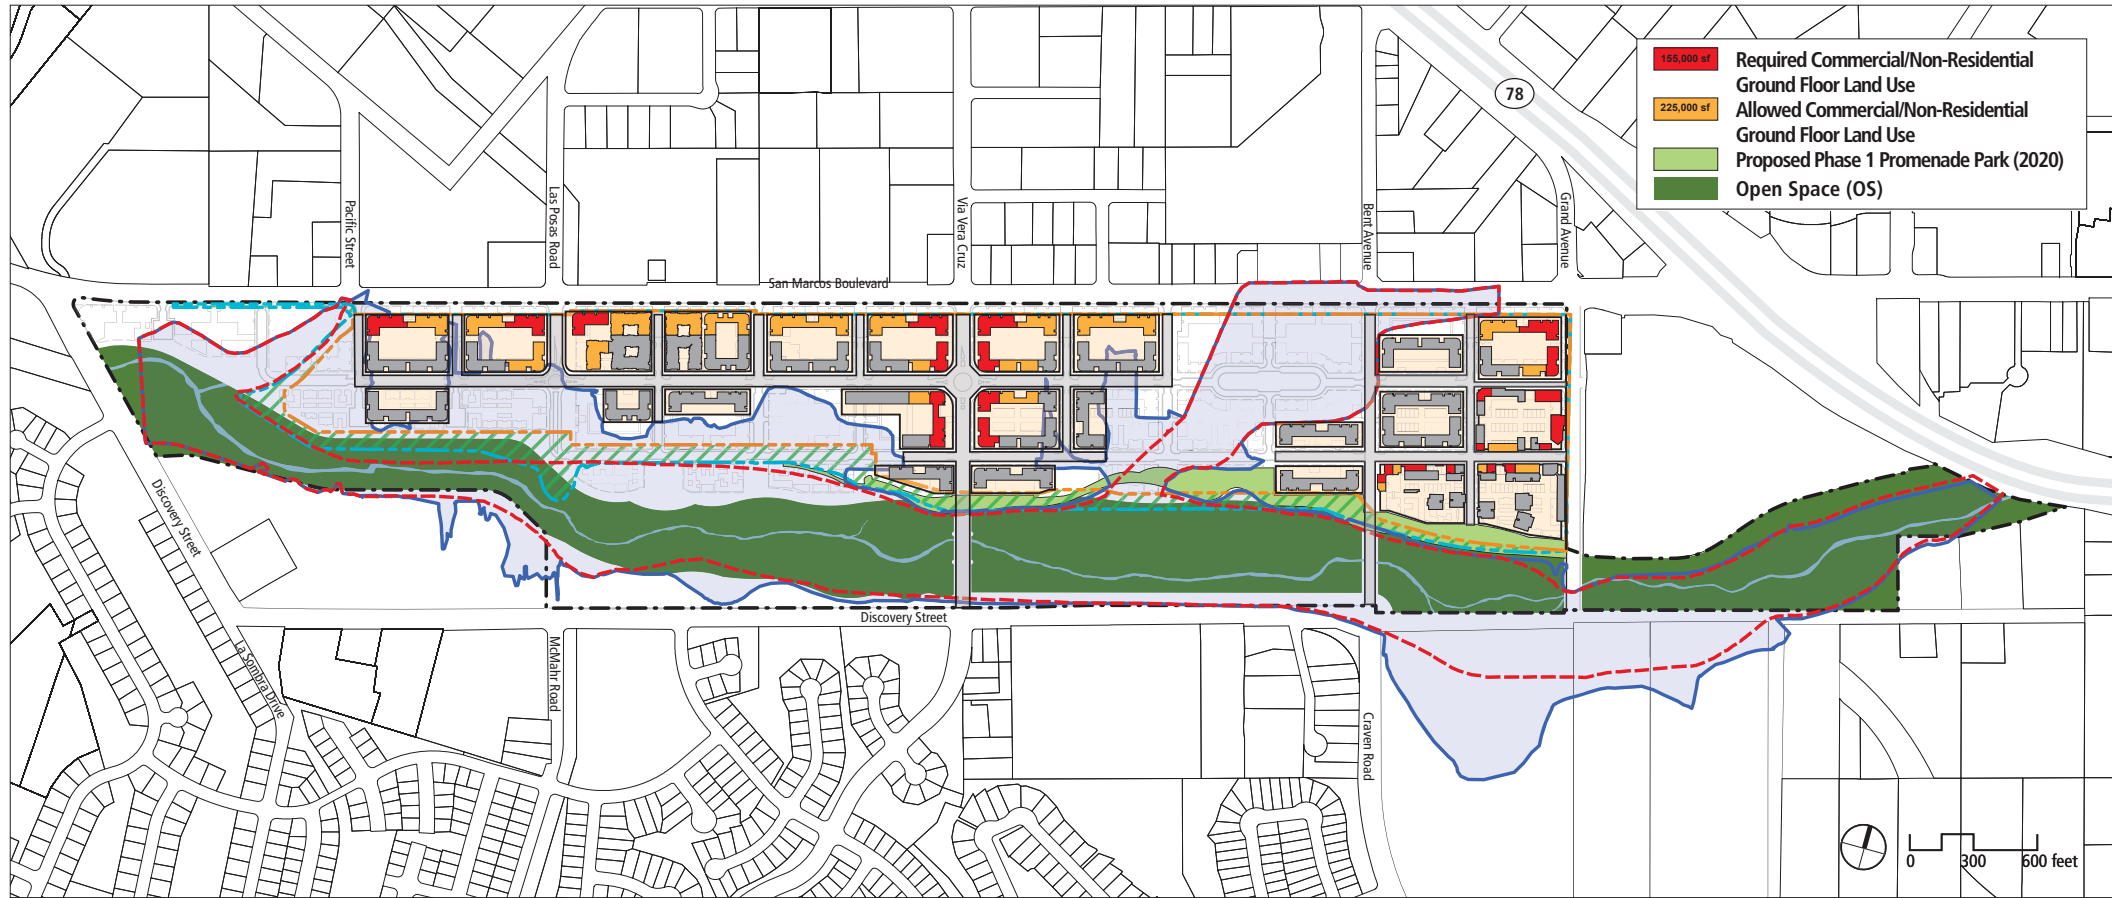 155,000 sf
Required Commercial/Non-Residential
Ground Floor Land Use
225,000 sf
Allowed Commercial/Non-Residential
Ground Floor Land Use
Proposed Phase 1 Promenade Park (2020)
Open Space (OS)
78
Pacific Street
Las Posas Road
Via Vera Cruz
Bent Avenue
Grand Avenue
San Marcos Boulevard
Discovery Street
Discovery Street
La Sombra Drive
McMahr Road
Craven Road
0 300 600 feet